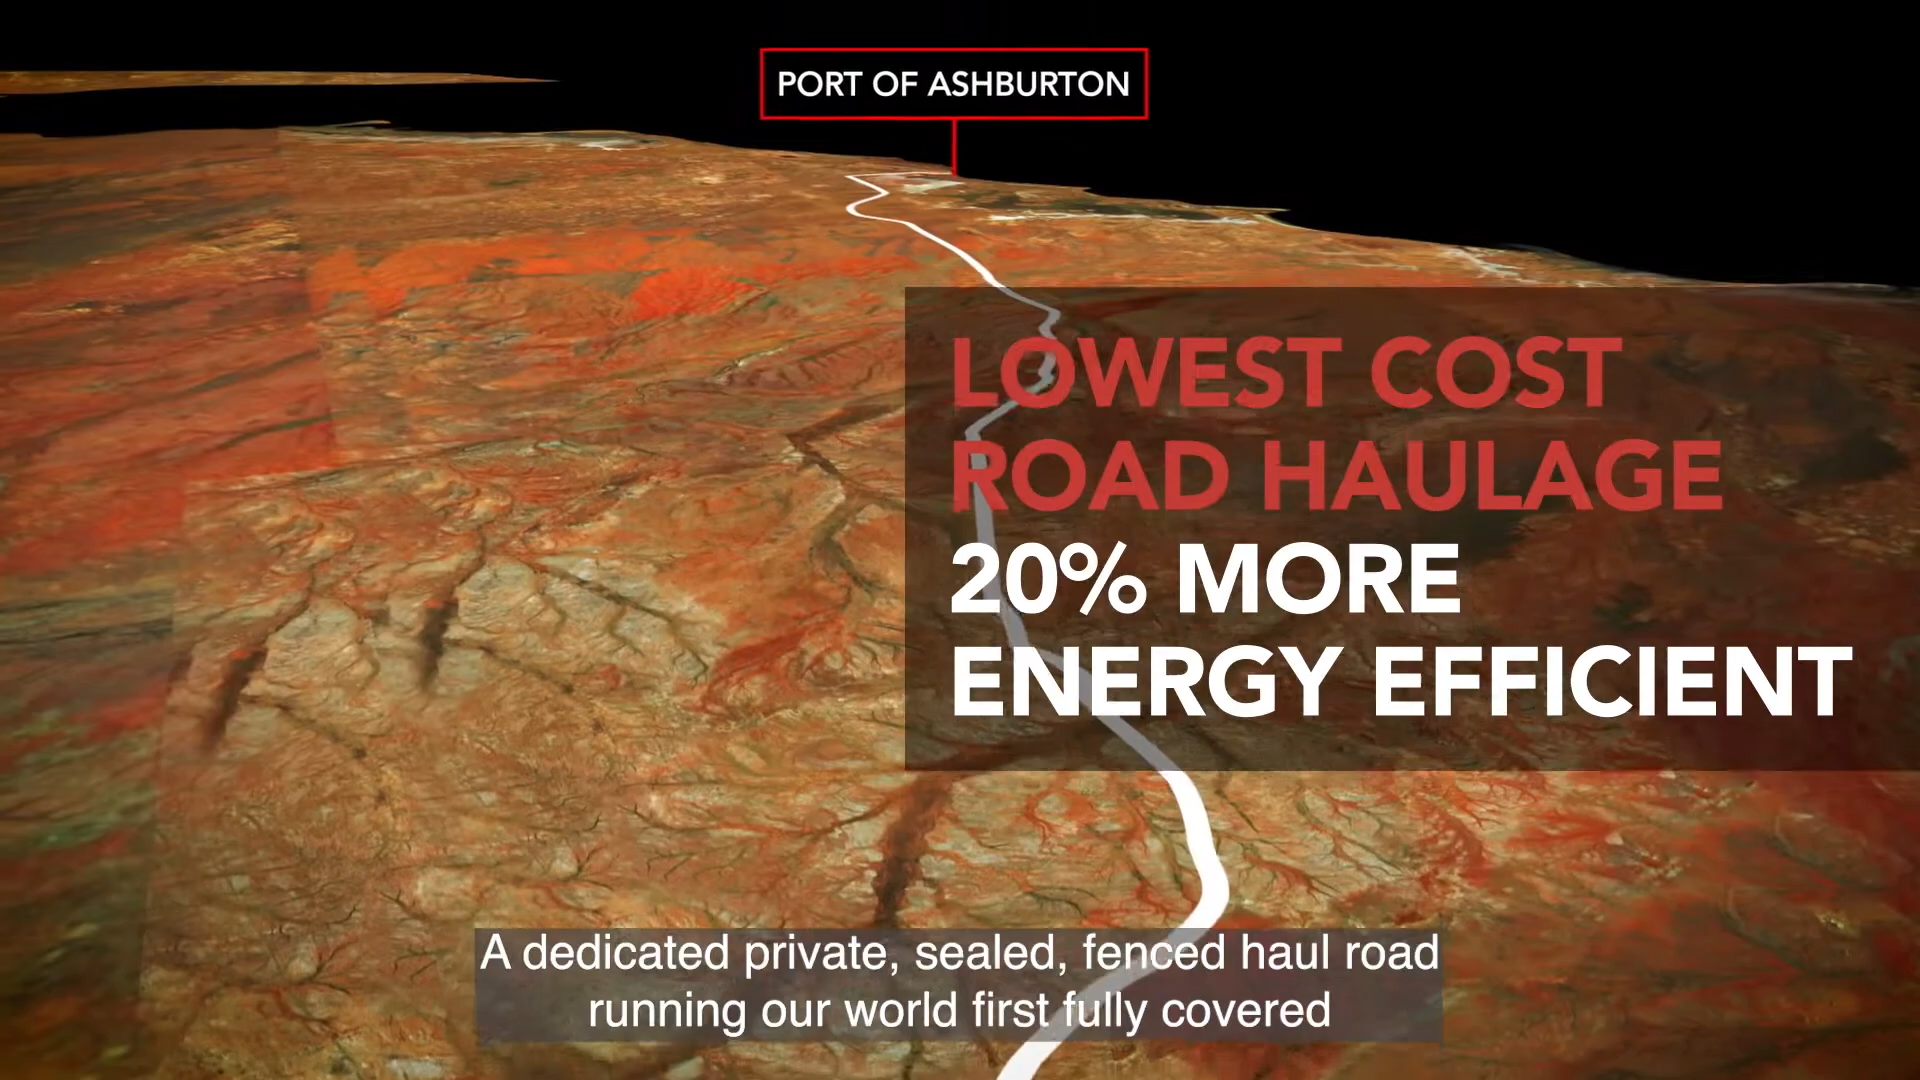 PORT OF ASHBURTON
LOWEST COST
ROAD HAULAGE
20% MORE
ENERGY EFFICIENT
A dedicated private, sealed, fenced haul road
running our world first fully covered